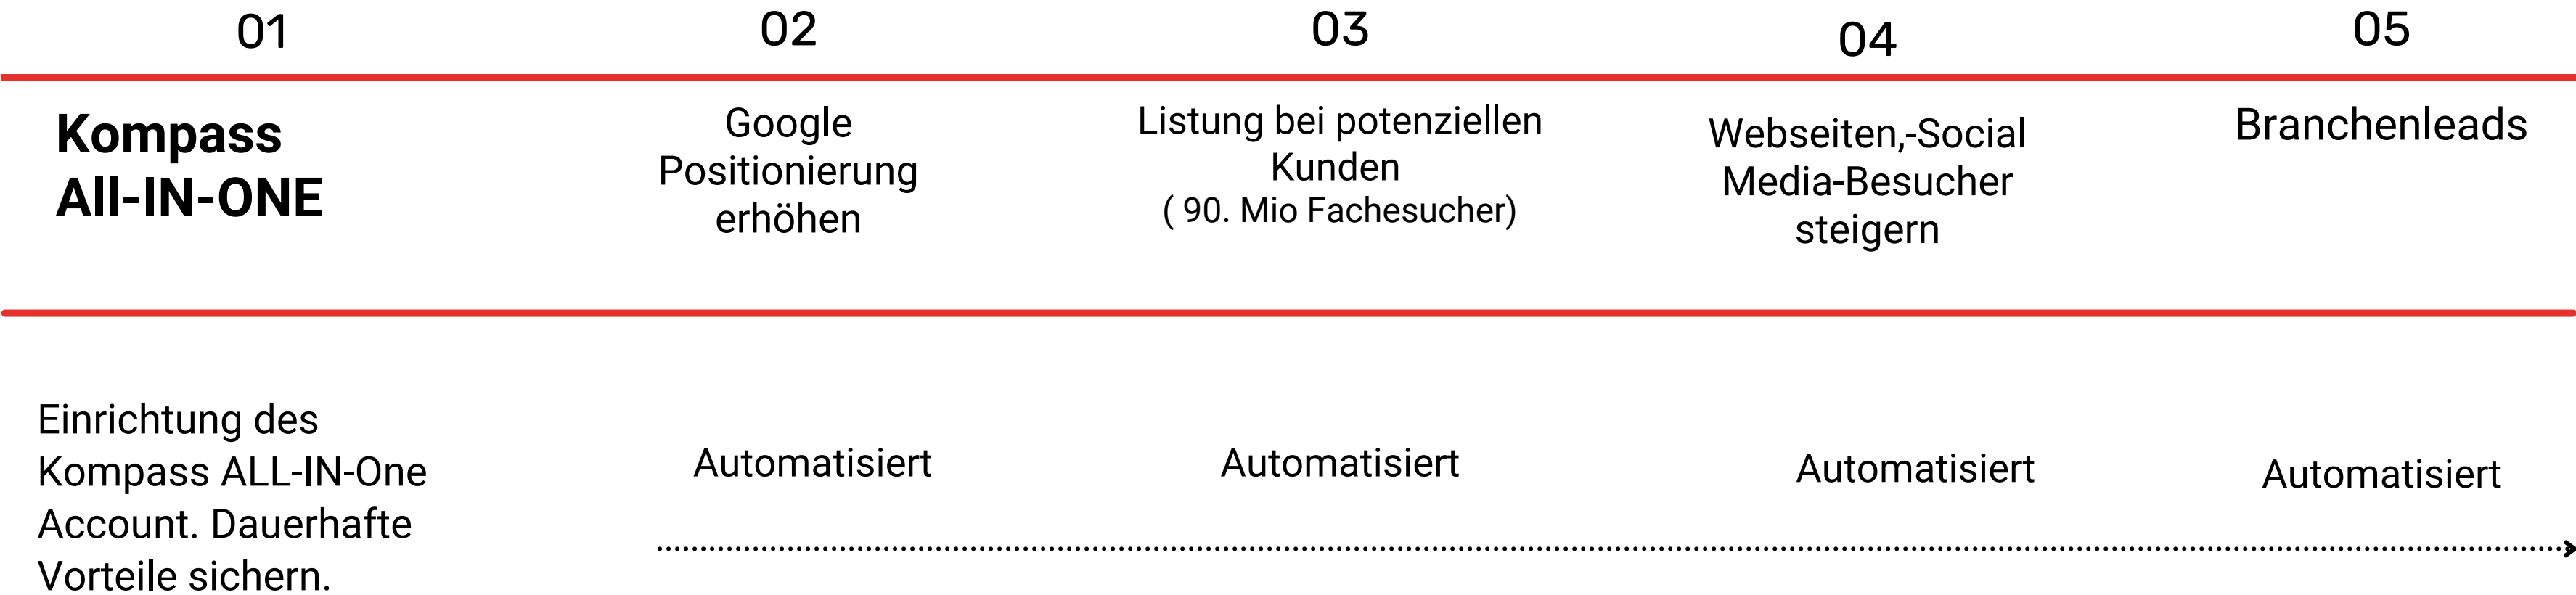 01
02
03
04
05
Kompass
All-IN-ONE
Google
Positionierung
erhöhen
Listung bei potenziellen
Kunden
( 90. Mio Fachesucher)
Webseiten,-Social
Media-Besucher
steigern
Branchenleads
Einrichtung des
Kompass ALL-IN-One
Account. Dauerhafte
Vorteile sichern.
Automatisiert
Automatisiert
Automatisiert
Automatisiert